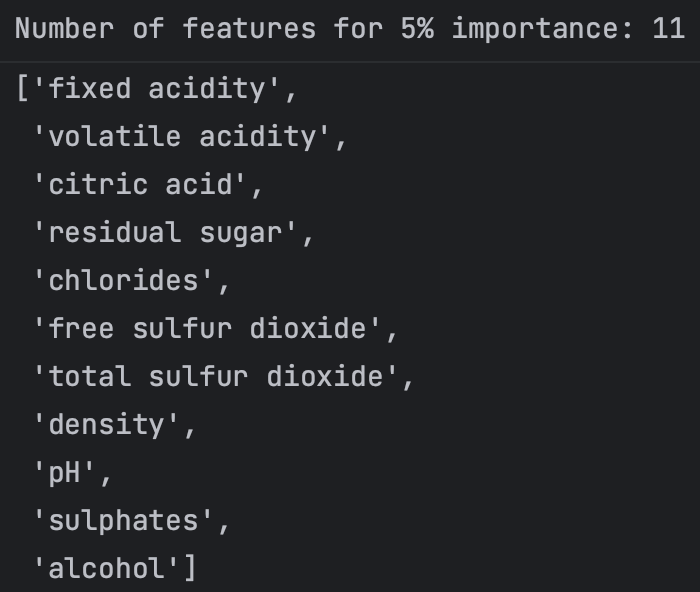 Number of features for 5% importance: 11
['fixed acidity',
'volatile acidity',
'citric acid',
'residual sugar',
'chlorides',
'free sulfur dioxide',
'total sulfur dioxide',
'density',
'pH',
'sulphates',
'alcohol']